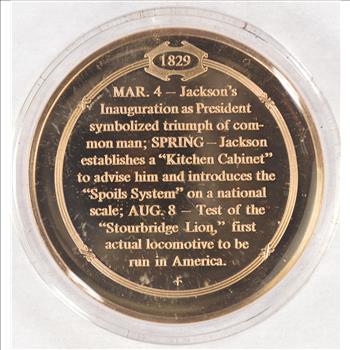 1829
MAR. 4 – Jackson's
Inauguration as President
symbolized triumph of com-
mon man; SPRING – Jackson
establishes a "Kitchen Cabinet"
to advise him and introduces the
"Spoils System" on a national
scale; AUG. 8 – Test of the
"Stourbridge Lion," first
actual locomotive to be
run in America.